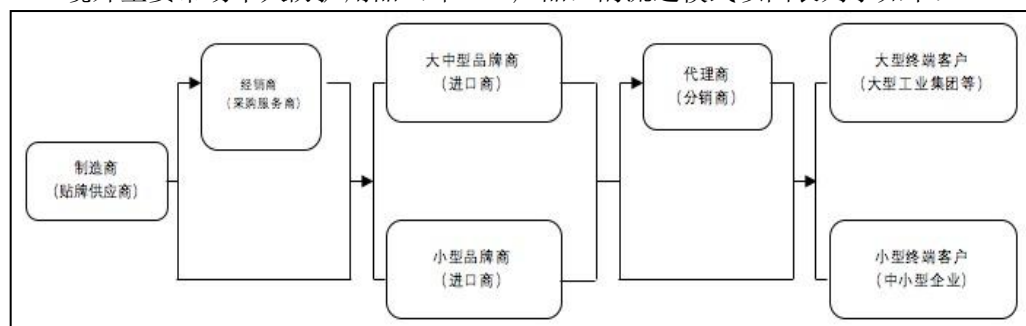 经销商
(采购服务商)
大中型品牌商
(进口商)
代理商
(分销商)
大型终端客户
(大型工业集团等)
制造商
(贴牌供应商)
小型品牌商
(进口商)
小型终端客户
(中小型企业)